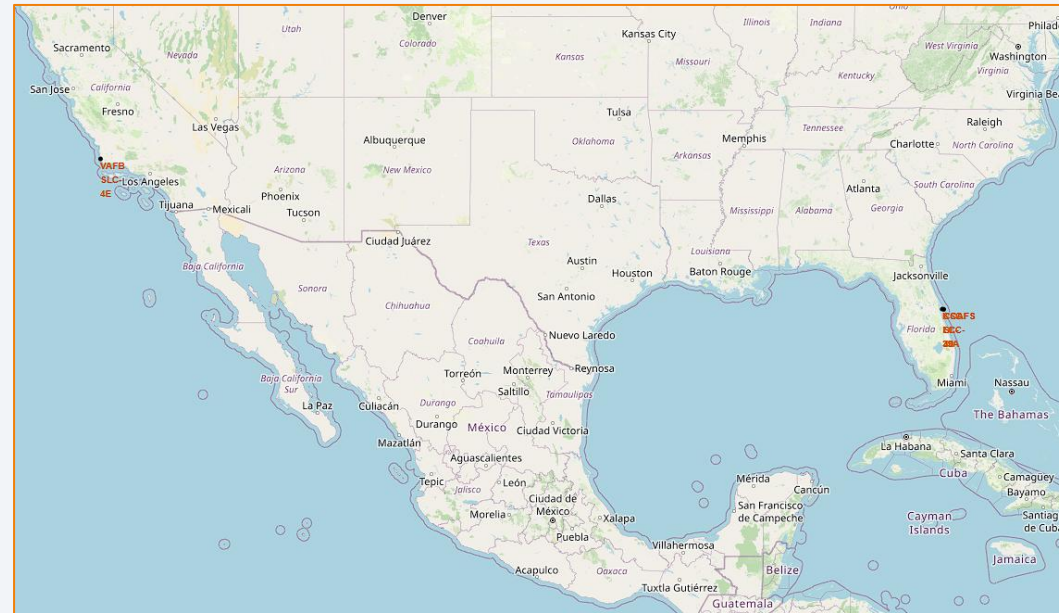 Ohio
Denver
Utah
Colorado
Kansas City
Illinois
Indiana
Philad
Sacramento
Nevada
Kansas
Missouri
West Virginia
Washington
San Jose
California
Kentucky
Virginia
Virginia Bea
Fresno
Las Vegas
Tulsa
Raleigh
Albuquerque
Oklahoma
Memphis
Tennessee
Charlotte
North Carolina
VAFB
SLC-
4E
Los Angeles
Arizona
New Mexico
Arkansas
Phoenix
Atlanta
South Carolina
Tijuana
Mexicali
Tucson
Dallas
Mississippi
Alabama
Georgia
Ciudad Juárez
Texas
Louisiana
Baja California
Austin
Houston
Baton Rouge
Jacksonville
Sonora
Chihuahua
San Antonio
Florida
Coahuila
Nuevo Laredo
Baja California
Sur
Torreón
Monterrey
Reynosa
Miami
Nassau
Saltillo
Tamaulipas
La Paz
Culiacán
Durango
The Bahamas
Durango
México
Ciudad Victoria
Mazatlán
La Habana
Santa Clara
Aguascalientes
Cuba
Camagüey
Tepic
Jalisco
León
Mérida
Cancún
Bayamo
Ciudad de
México
San Francisco
de Campeche
Morelia
Xalapa
Cayman
Islands
Santiag
de Cuba
Puebla
Villahermosa
Jamaica
Acapulco
Oaxaca
Belize
Tuxtla Gutiérrez
Guatemala